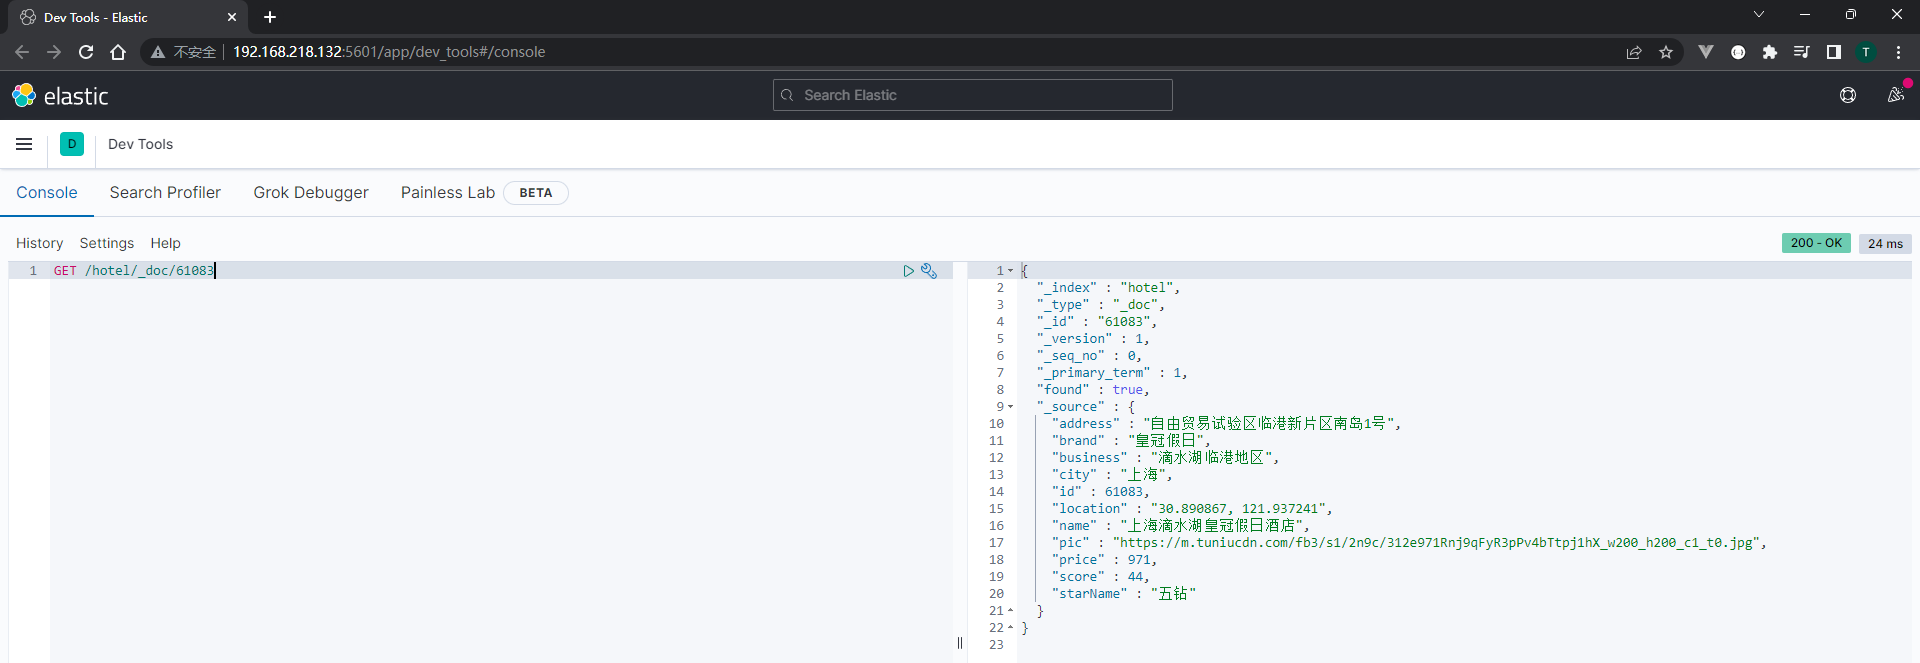 Dev Tools - Elastic
不安全 192.168.218.132:5601/app/dev_tools#/console
T
elastic
Search Elastic
D Dev Tools
Console Search Profiler Grok Debugger Painless Lab BETA
History Settings Help
200 - OK 24 ms
1 GET /hotel/_doc/61083
1 {
2 "_index" : "hotel",
3 "_type" : "_doc",
4 "_id" : "61083",
5 "_version" : 1,
6 "_seq_no" : 0,
7 "_primary_term" : 1,
8 "found" : true,
9 "_source" : {
10 "address" : "自由贸易试验区临港新片区南岛1号",
11 "brand" : "皇冠假日",
12 "business" : "滴水湖临港地区",
13 "city" : "上海",
14 "id" : 61083,
15 "location" : "30.890867, 121.937241",
16 "name" : "上海滴水湖皇冠假日酒店",
17 "pic" : "https://m.tuniucdn.com/fb3/s1/2n9c/312e971Rnj9qFyR3pPv4bTtpj1hX_w200_h200_c1_t0.jpg",
18 "price" : 971,
19 "score" : 44,
20 "starName" : "五钻"
21 }
22 }
23